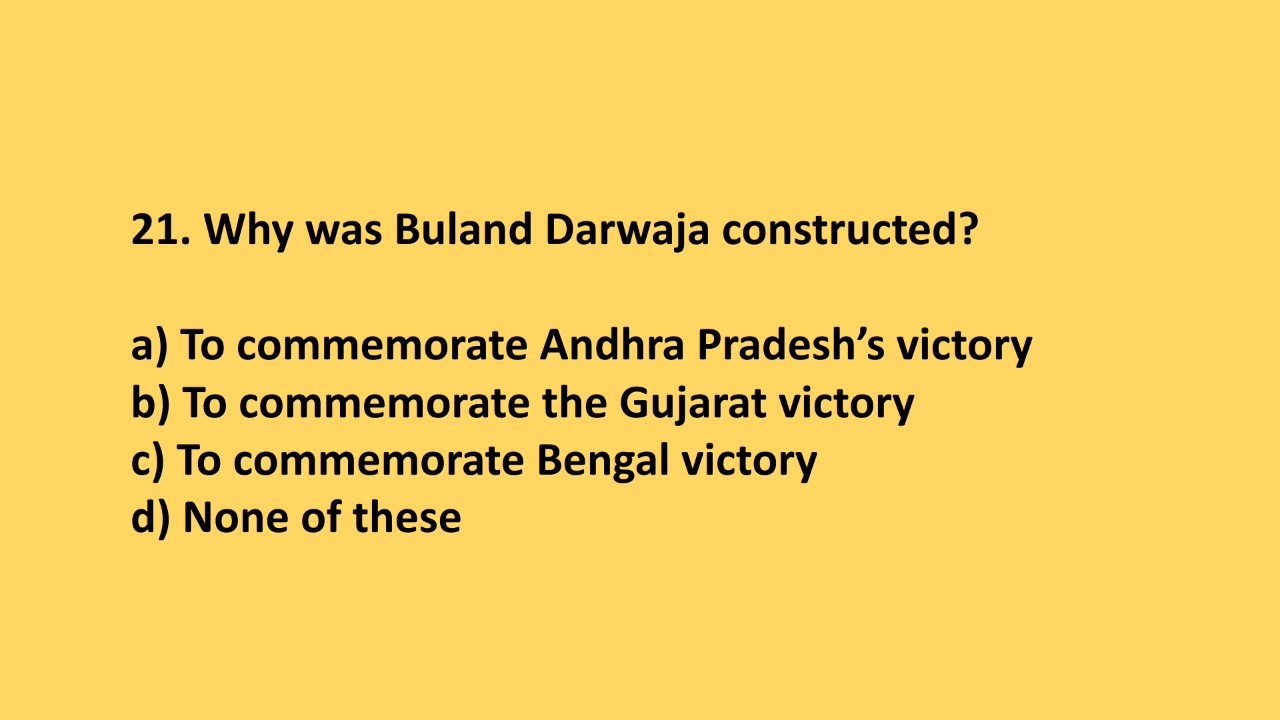 21. Why was Buland Darwaja constructed?
a) To commemorate Andhra Pradesh’s victory
b) To commemorate the Gujarat victory
c) To commemorate Bengal victory
d) None of these